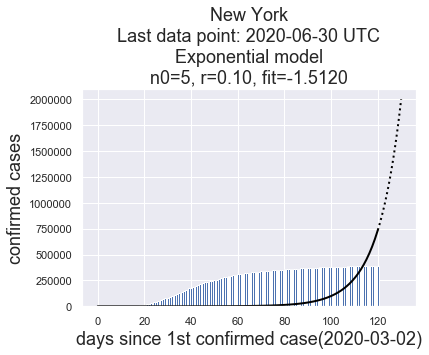 New York
Last data point: 2020-06-30 UTC
Exponential model
n0=5, r=0.10, fit=-1.5120
2000000
1750000
1500000
1250000
1000000
750000
500000
250000
0
confirmed cases
0 20 40 60 80 100 120
days since 1st confirmed case(2020-03-02)